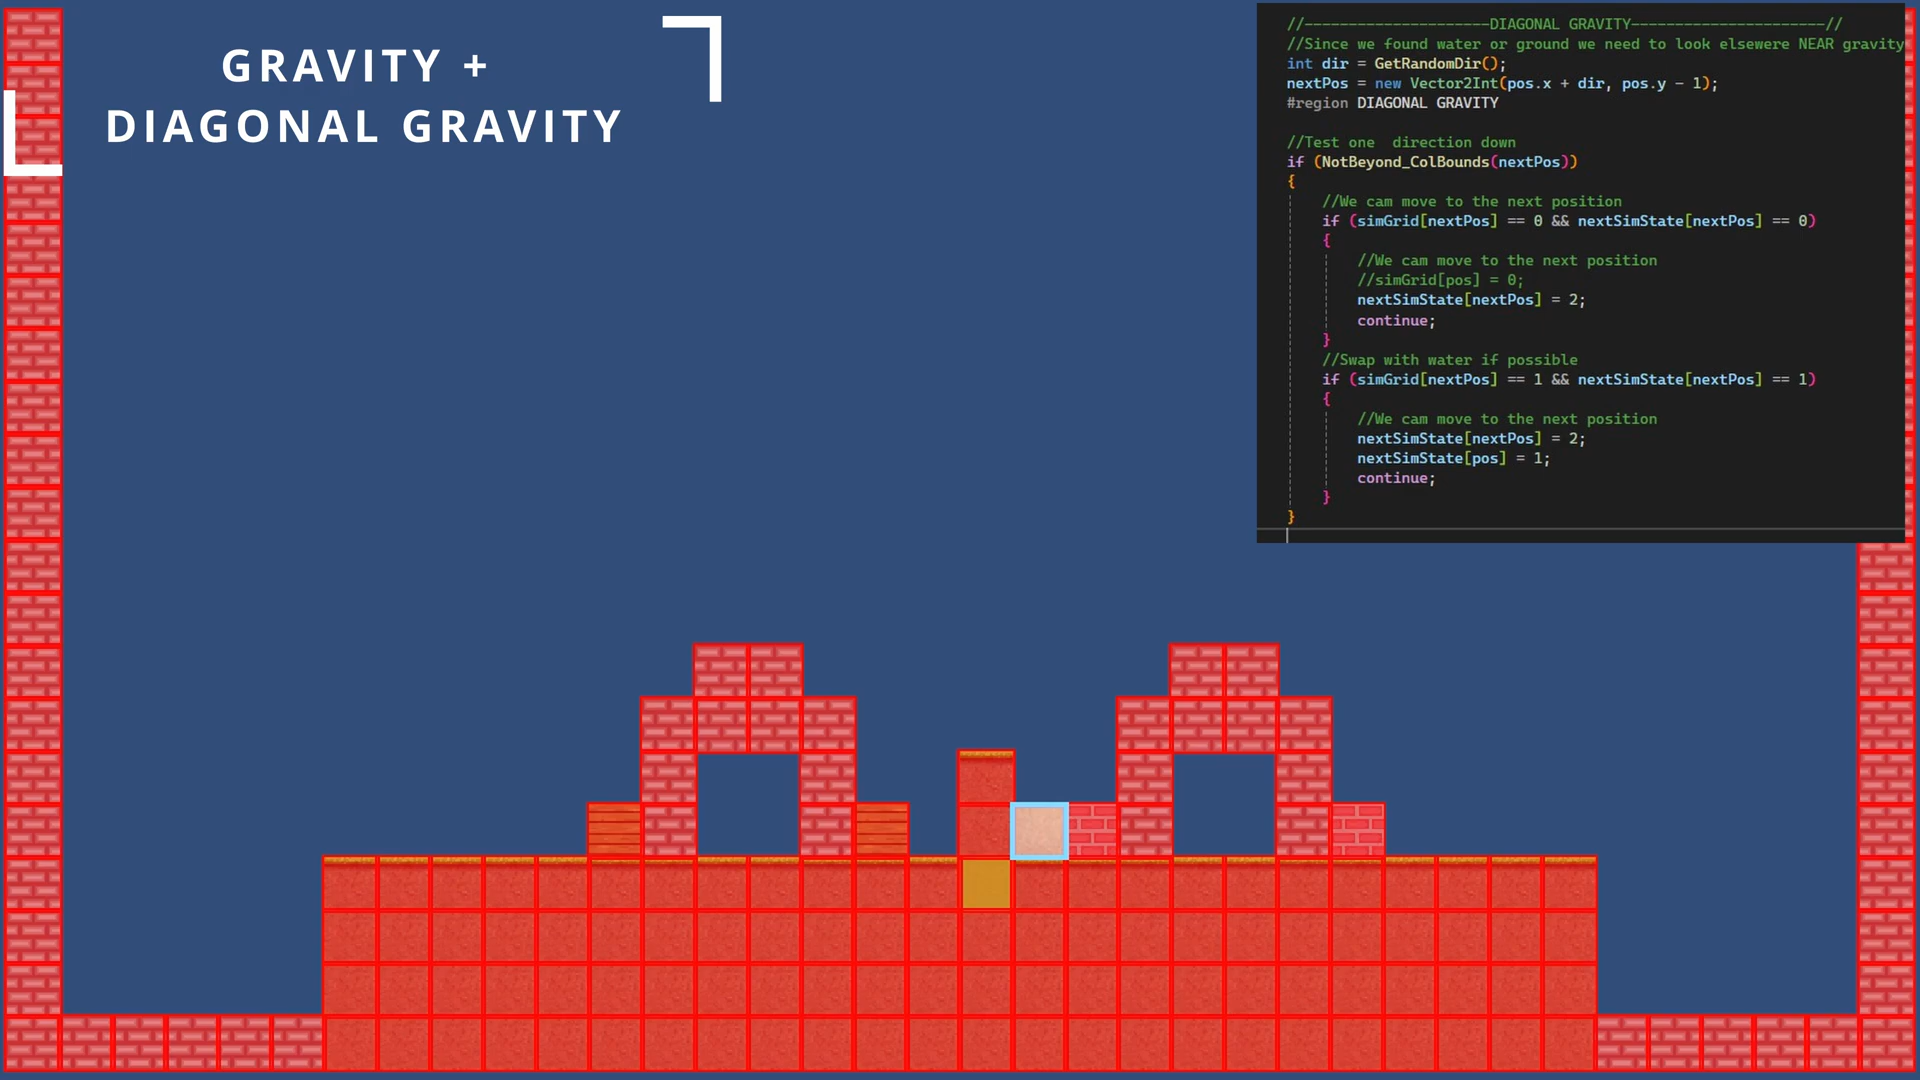 GRAVITY +
DIAGONAL GRAVITY
//---------------------DIAGONAL GRAVITY----------------------//
//Since we found water or ground we need to look elsewere NEAR gravity
int dir = GetRandomDir();
nextPos = new Vector2Int(pos.x + dir, pos.y - 1);
#region DIAGONAL GRAVITY
//Test one  direction down
if (NotBeyond_ColBounds(nextPos))
{
//We cam move to the next position
if (simGrid[nextPos] == 0 && nextSimState[nextPos] == 0)
{
//We cam move to the next position
//simGrid[pos] = 0;
nextSimState[nextPos] = 2;
continue;
}
//Swap with water if possible
if (simGrid[nextPos] == 1 && nextSimState[nextPos] == 1)
{
//We cam move to the next position
nextSimState[nextPos] = 2;
nextSimState[pos] = 1;
continue;
}
}